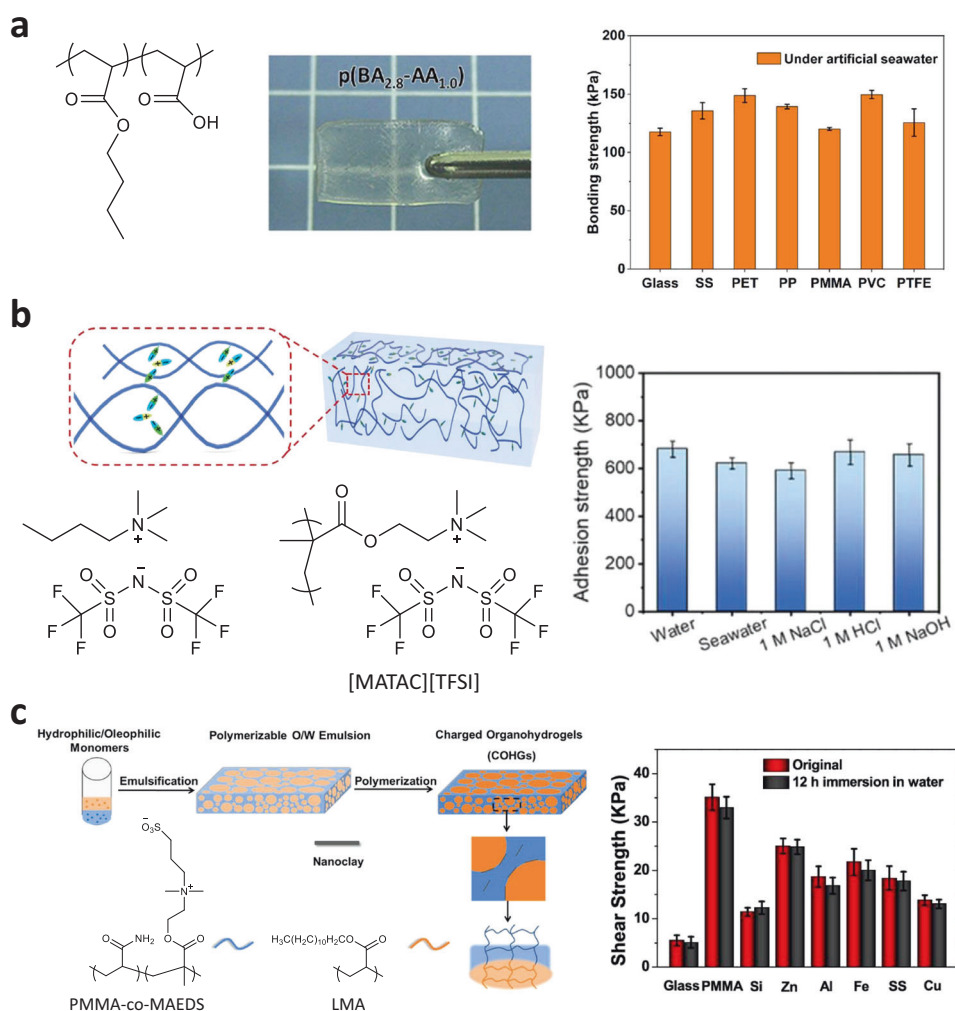 a
O
O
O
OH
p(BA2.8-AA1.0)
Bonding strength (kPa)
200
150
100
50
0
Under artificial seawater
Glass SS PET PP PMMA PVC PTFE
b
N
+
O
O
N
+
F
F
F
S
O
O
N
−
S
O
O
F
F
F
F
F
F
S
O
O
N
−
S
O
O
F
F
F
[MATAC][TFSI]
Adhesion strength (KPa)
1000
800
600
400
200
0
Water Seawater 1 M NaCl 1 M HCl 1 M NaOH
c
Hydrophilic/Oleophilic
Monomers
Emulsification
Polymerizable O/W Emulsion
Polymerization
Charged Organohydrogels
(COHGs)
Nanoclay
−
O3S
N
+
O
NH2
O
O
PMMA-co-MAEDS
H3C(H2C)10H2CO
O
LMA
Shear Strength (KPa)
40
30
20
10
0
Original
12 h immersion in water
Glass PMMA Si Zn Al Fe SS Cu